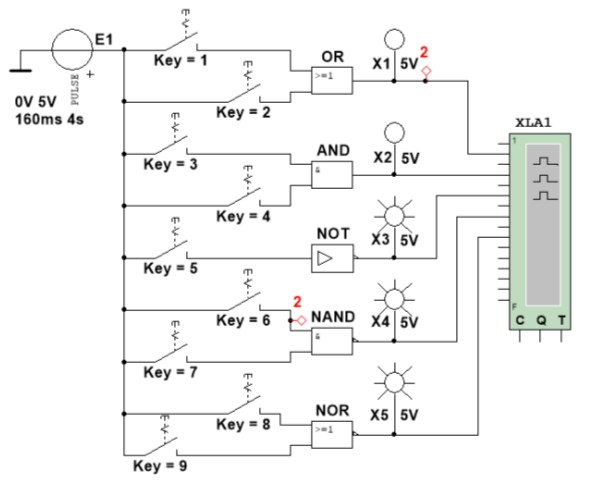 E1
PULSE
+
0V 5V
160ms 4s
Key = 1
Key = 2
OR
>=1
X1 5V
2
XLA1
1
F
C Q T
Key = 3
Key = 4
AND
&
X2 5V
Key = 5
NOT
X3 5V
Key = 6
2
NAND
&
X4 5V
Key = 7
Key = 8
NOR
>=1
X5 5V
Key = 9